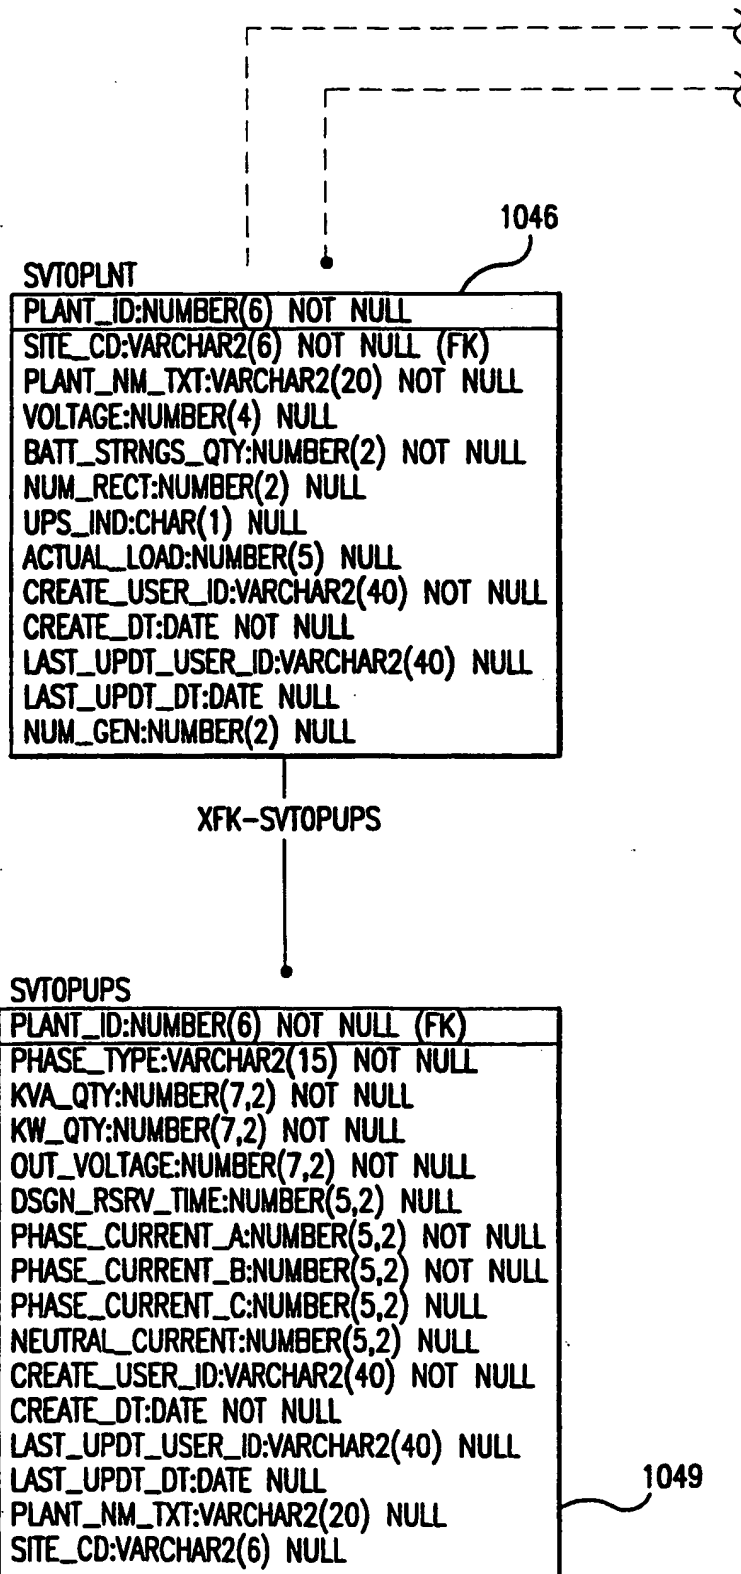 1046
SVTOPLNT
PLANT_ID:NUMBER(6) NOT NULL
SITE_CD:VARCHAR2(6) NOT NULL (FK)
PLANT_NM_TXT:VARCHAR2(20) NOT NULL
VOLTAGE:NUMBER(4) NULL
BATT_STRNGS_QTY:NUMBER(2) NOT NULL
NUM_RECT:NUMBER(2) NULL
UPS_IND:CHAR(1) NULL
ACTUAL_LOAD:NUMBER(5) NULL
CREATE_USER_ID:VARCHAR2(40) NOT NULL
CREATE_DT:DATE NOT NULL
LAST_UPDT_USER_ID:VARCHAR2(40) NULL
LAST_UPDT_DT:DATE NULL
NUM_GEN:NUMBER(2) NULL
XFK-SVTOPUPS
SVTOPUPS
PLANT_ID:NUMBER(6) NOT NULL (FK)
PHASE_TYPE:VARCHAR2(15) NOT NULL
KVA_QTY:NUMBER(7,2) NOT NULL
KW_QTY:NUMBER(7,2) NOT NULL
OUT_VOLTAGE:NUMBER(7,2) NOT NULL
DSGN_RSRV_TIME:NUMBER(5,2) NULL
PHASE_CURRENT_A:NUMBER(5,2) NOT NULL
PHASE_CURRENT_B:NUMBER(5,2) NOT NULL
PHASE_CURRENT_C:NUMBER(5,2) NULL
NEUTRAL_CURRENT:NUMBER(5,2) NULL
CREATE_USER_ID:VARCHAR2(40) NOT NULL
CREATE_DT:DATE NOT NULL
LAST_UPDT_USER_ID:VARCHAR2(40) NULL
LAST_UPDT_DT:DATE NULL
1049
PLANT_NM_TXT:VARCHAR2(20) NULL
SITE_CD:VARCHAR2(6) NULL